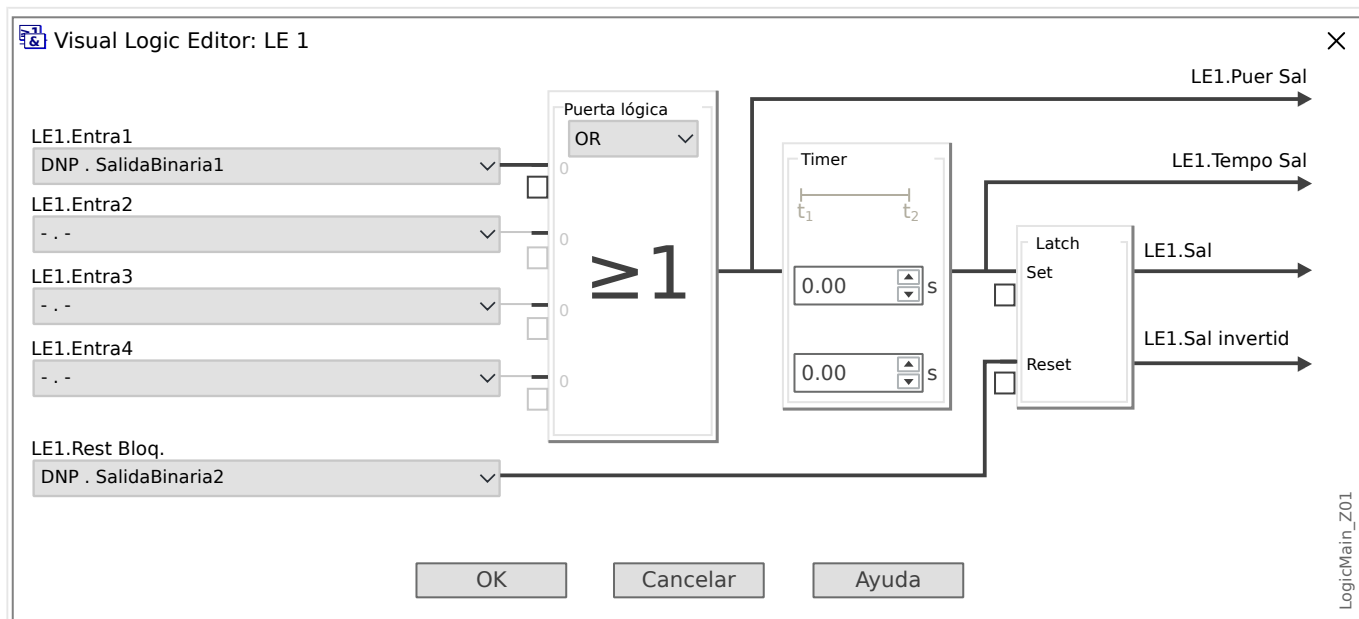 ≥1
&
Visual Logic Editor: LE 1
LE1.Puer Sal
Puerta lógica
OR
LE1.Entra1
DNP . SalidaBinaria1
0
Timer
LE1.Tempo Sal
t1 t2
LE1.Entra2
- . -
0
Latch
LE1.Sal
Set
≥1
LE1.Entra3
- . -
0
0.00 s
LE1.Sal invertid
LE1.Entra4
- . -
0
0.00 s
Reset
LE1.Rest Bloq.
DNP . SalidaBinaria2
OK
Cancelar
Ayuda
LogicMain_Z01